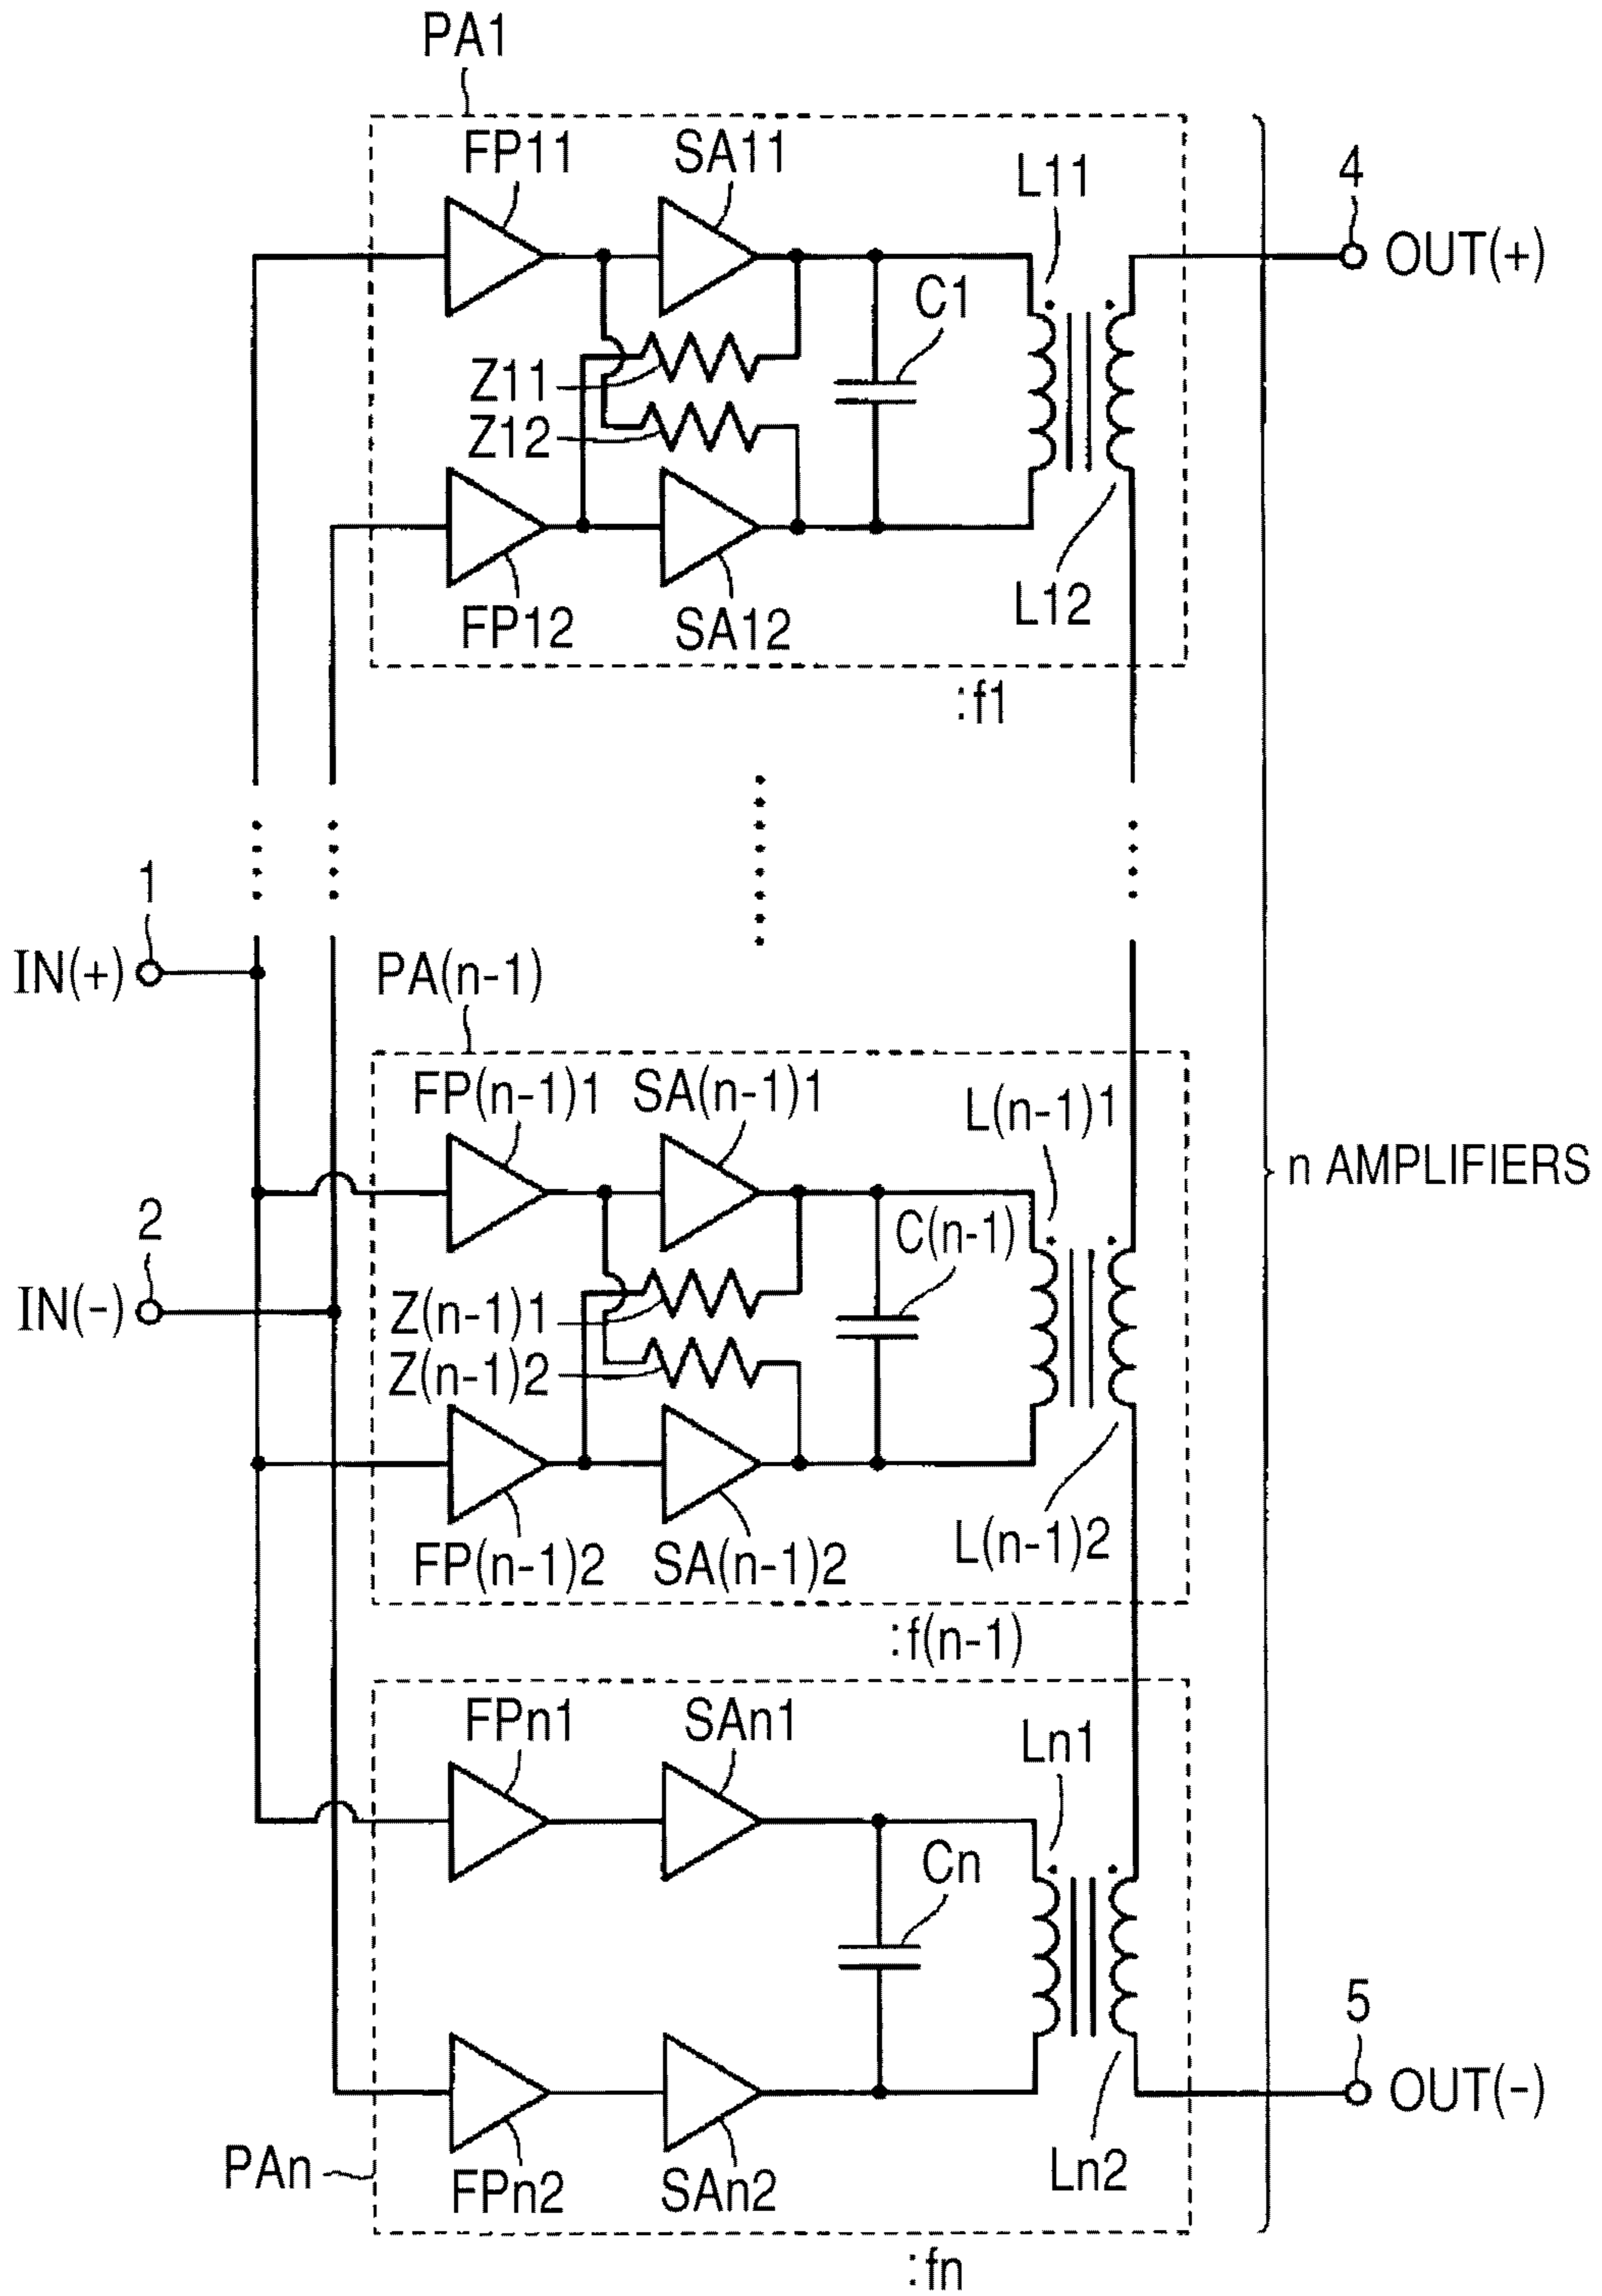 PA1
FP11
SA11
L11
4
OUT(+)
C1
Z11
Z12
FP12
SA12
L12
:f1
1
IN(+)
PA(n-1)
FP(n-1)1
SA(n-1)1
L(n-1)1
n AMPLIFIERS
2
IN(-)
C(n-1)
Z(n-1)1
Z(n-1)2
FP(n-1)2
SA(n-1)2
L(n-1)2
:f(n-1)
FPn1
SAn1
Ln1
Cn
5
OUT(-)
PAn
FPn2
SAn2
Ln2
:fn